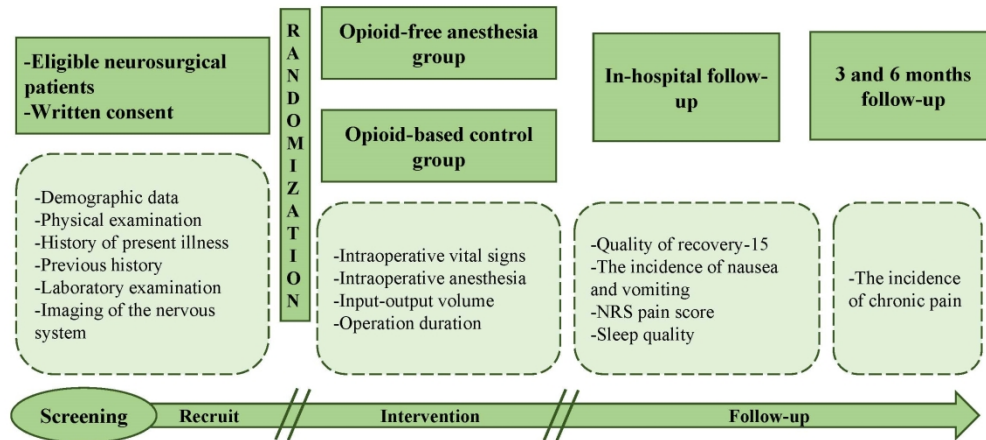 -Eligible neurosurgical
patients
-Written consent
-Demographic data
-Physical examination
-History of present illness
-Previous history
-Laboratory examination
-Imaging of the nervous
system
RANDOMIZATION
Opioid-free anesthesia
group
Opioid-based control
group
-Intraoperative vital signs
-Intraoperative anesthesia
-Input-output volume
-Operation duration
In-hospital follow-
up
-Quality of recovery-15
-The incidence of nausea
and vomiting
-NRS pain score
-Sleep quality
3 and 6 months
follow-up
-The incidence
of chronic pain
Screening
Recruit
Intervention
Follow-up